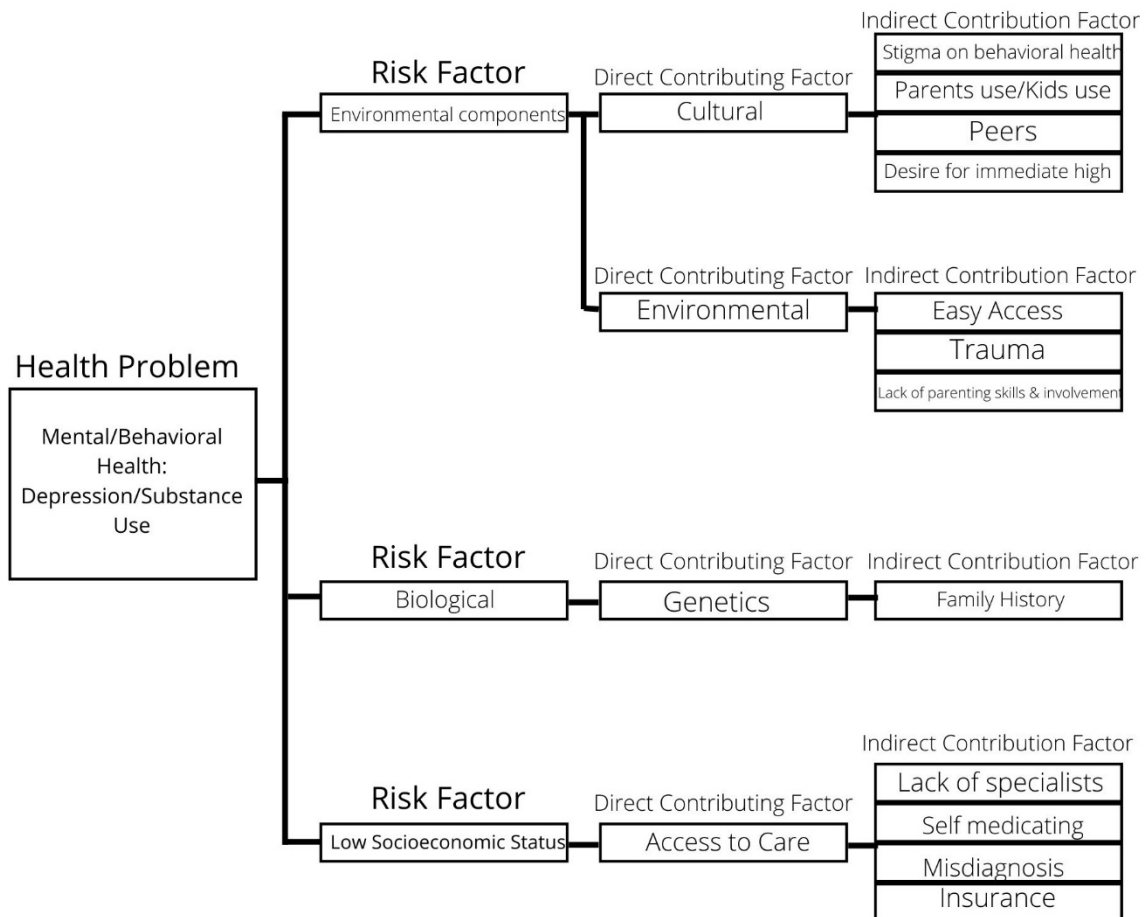 Indirect Contribution Factor
Stigma on behavioral health
Risk Factor
Direct Contributing Factor
Environmental components
Cultural
Parents use/Kids use
Peers
Desire for immediate high
Direct Contributing Factor
Indirect Contribution Factor
Environmental
Easy Access
Trauma
Lack of parenting skills & involvement
Health Problem
Mental/Behavioral
Health:
Depression/Substance
Use
Risk Factor
Direct Contributing Factor
Indirect Contribution Factor
Biological
Genetics
Family History
Indirect Contribution Factor
Lack of specialists
Risk Factor
Direct Contributing Factor
Low Socioeconomic Status
Access to Care
Self medicating
Misdiagnosis
Insurance